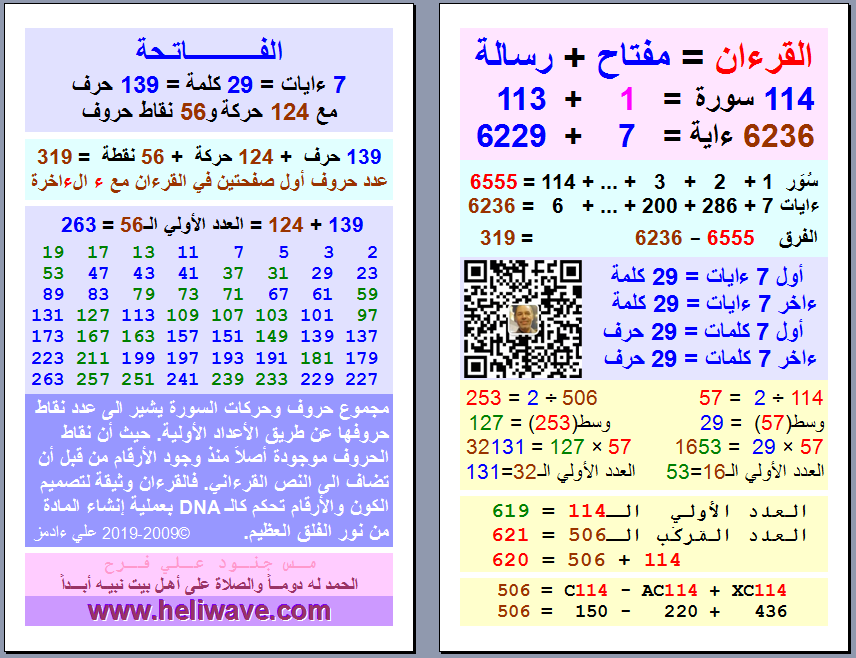 القرءان = مفتاح + رسالة
114 سورة = 1 + 113
6236 ءاية = 7 + 6229
سُوَر 1 + 2 + 3 + ... + 114 = 6555
ءايات 7 + 286 + 200 + ... + 6 = 6236
الفرق 6555 – 6236 = 319
أول 7 ءايات = 29 كلمة
ءاخر 7 ءايات = 29 كلمة
أول 7 كلمات = 29 حرف
ءاخر 7 كلمات = 29 حرف
114 ÷ 2 = 57 506 ÷ 2 = 253
وسط(57) = 29 وسط(253) = 127
57 × 29 = 1653 57 × 127 = 32131
العدد الأولي الـ16=53 العدد الأولي الـ32=131
العدد الأولي الـ114 = 619
العدد المركب الـ506 = 621
114 + 506 = 620
XC114 + AC114 - C114 = 506
436 + 220 - 150 = 506
الفــــــــاتــحة
7 ءايات = 29 كلمة = 139 حرف
مع 124 حركة و56 نقاط حروف
139 حرف + 124 حركة + 56 نقطة = 319
عدد حروف أول صفحتين في القرءان مع ء الءاخرة
139 + 124 = العدد الأولي الـ56 = 263
2 3 5 7 11 13 17 19
23 29 31 37 41 43 47 53
59 61 67 71 73 79 83 89
97 101 103 107 109 113 127 131
137 139 149 151 157 163 167 173
179 181 191 193 197 199 211 223
227 229 233 239 241 251 257 263
مجموع حروف وحركات السورة يشير الى عدد نقاط
حروفها عن طريق الأعداد الأولية. حيث أن نقاط
الحروف موجودة أصلاً منذ وجود الأرقام من قبل أن
تضاف الى النص القرءاني. فالقرءان وثيقة لتصميم
الكون والأرقام تحكم كالـ DNA بعملية إنشاء المادة
من نور الفلق العظيم. ©2009-2019 علي ءادمز
مـس جـنـود عـلـي فـرح
الحمد له دومـاً والصلاة على أهـل بيت نبيـه أبـداً
www.heliwave.com